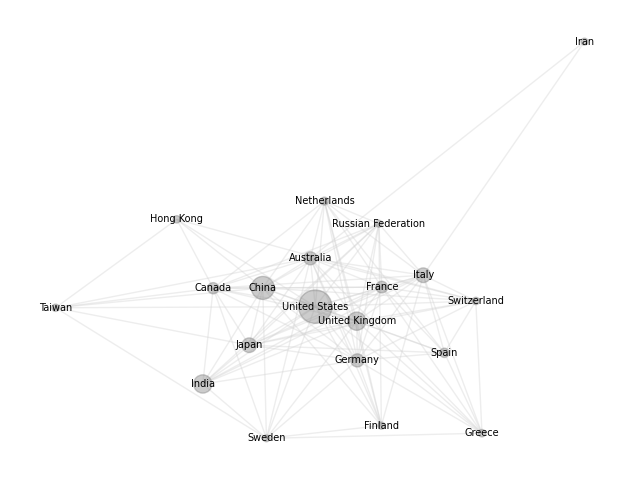 Iran
Netherlands
Hong Kong
Russian Federation
Australia
Italy
Canada
China
France
Switzerland
Taiwan
United States
United Kingdom
Japan
Spain
Germany
India
Finland
Greece
Sweden